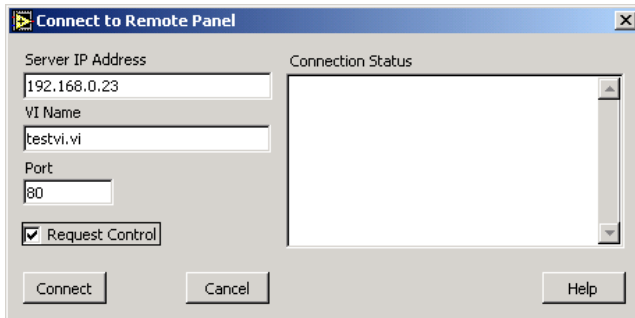 Connect to Remote Panel
Server IP Address
192.168.0.23
VI Name
testvi.vi
Port
80
Request Control
Connection Status
Connect
Cancel
Help